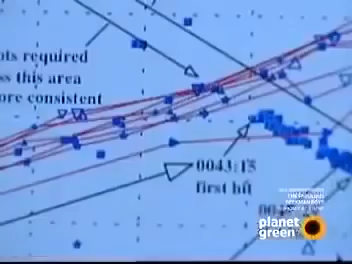 ots required
ss this area
ore consistent
0043:15
first hit
planet
green